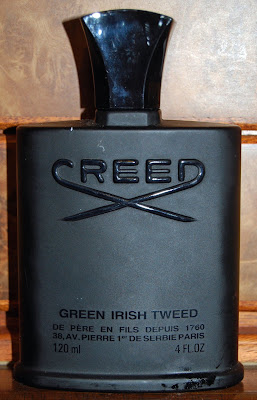 CREED
GREEN IRISH TWEED
DE PÈRE EN FILS DEPUIS 1760
38, AV. PIERRE 1ᵉʳ DE SERBIE PARIS
120 ml 4 FL.OZ